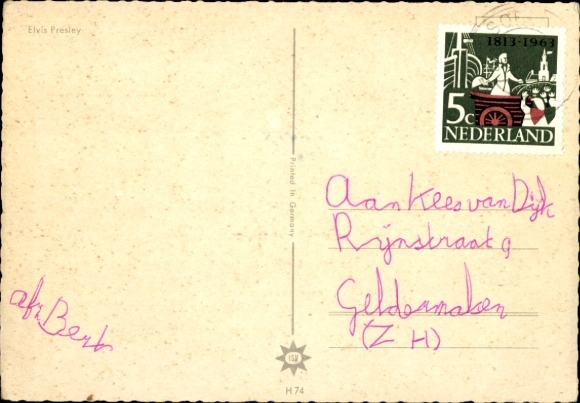 Elvis Presley
1813-1963
5c
NEDERLAND
Printed in Germany
Aan Kees van Dijk
Rijnstraat 9
Geldermalsen
(Z H)
afz Bert
ISV
H 74